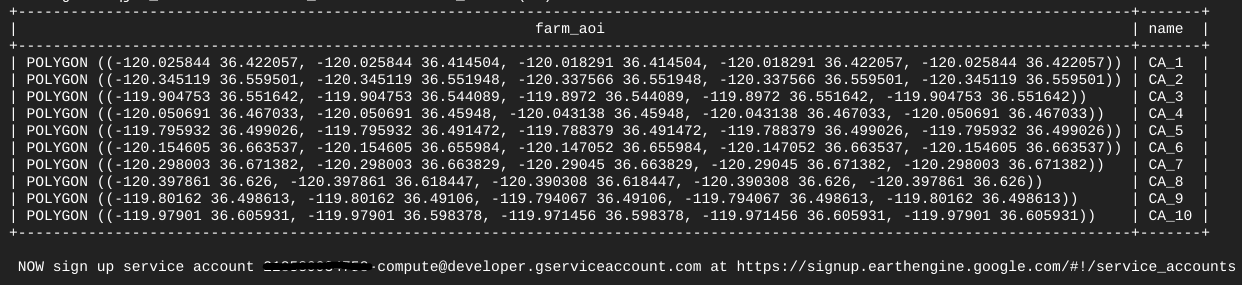 farm_aoi | name |
| POLYGON ((-120.025844 36.422057, -120.025844 36.414504, -120.018291 36.414504, -120.018291 36.422057, -120.025844 36.422057)) | CA_1 |
| POLYGON ((-120.345119 36.559501, -120.345119 36.551948, -120.337566 36.551948, -120.337566 36.559501, -120.345119 36.559501)) | CA_2 |
| POLYGON ((-119.904753 36.551642, -119.904753 36.544089, -119.8972 36.544089, -119.8972 36.551642, -119.904753 36.551642)) | CA_3 |
| POLYGON ((-120.050691 36.467033, -120.050691 36.45948, -120.043138 36.45948, -120.043138 36.467033, -120.050691 36.467033)) | CA_4 |
| POLYGON ((-119.795932 36.499026, -119.795932 36.491472, -119.788379 36.491472, -119.788379 36.499026, -119.795932 36.499026)) | CA_5 |
| POLYGON ((-120.154605 36.663537, -120.154605 36.655984, -120.147052 36.655984, -120.147052 36.663537, -120.154605 36.663537)) | CA_6 |
| POLYGON ((-120.298003 36.671382, -120.298003 36.663829, -120.29045 36.663829, -120.29045 36.671382, -120.298003 36.671382)) | CA_7 |
| POLYGON ((-120.397861 36.626, -120.397861 36.618447, -120.390308 36.618447, -120.390308 36.626, -120.397861 36.626)) | CA_8 |
| POLYGON ((-119.80162 36.498613, -119.80162 36.49106, -119.794067 36.49106, -119.794067 36.498613, -119.80162 36.498613)) | CA_9 |
| POLYGON ((-119.97901 36.605931, -119.97901 36.598378, -119.971456 36.598378, -119.971456 36.605931, -119.97901 36.605931)) | CA_10 |
NOW sign up service account -compute@developer.gserviceaccount.com at https://signup.earthengine.google.com/#!/service_accounts